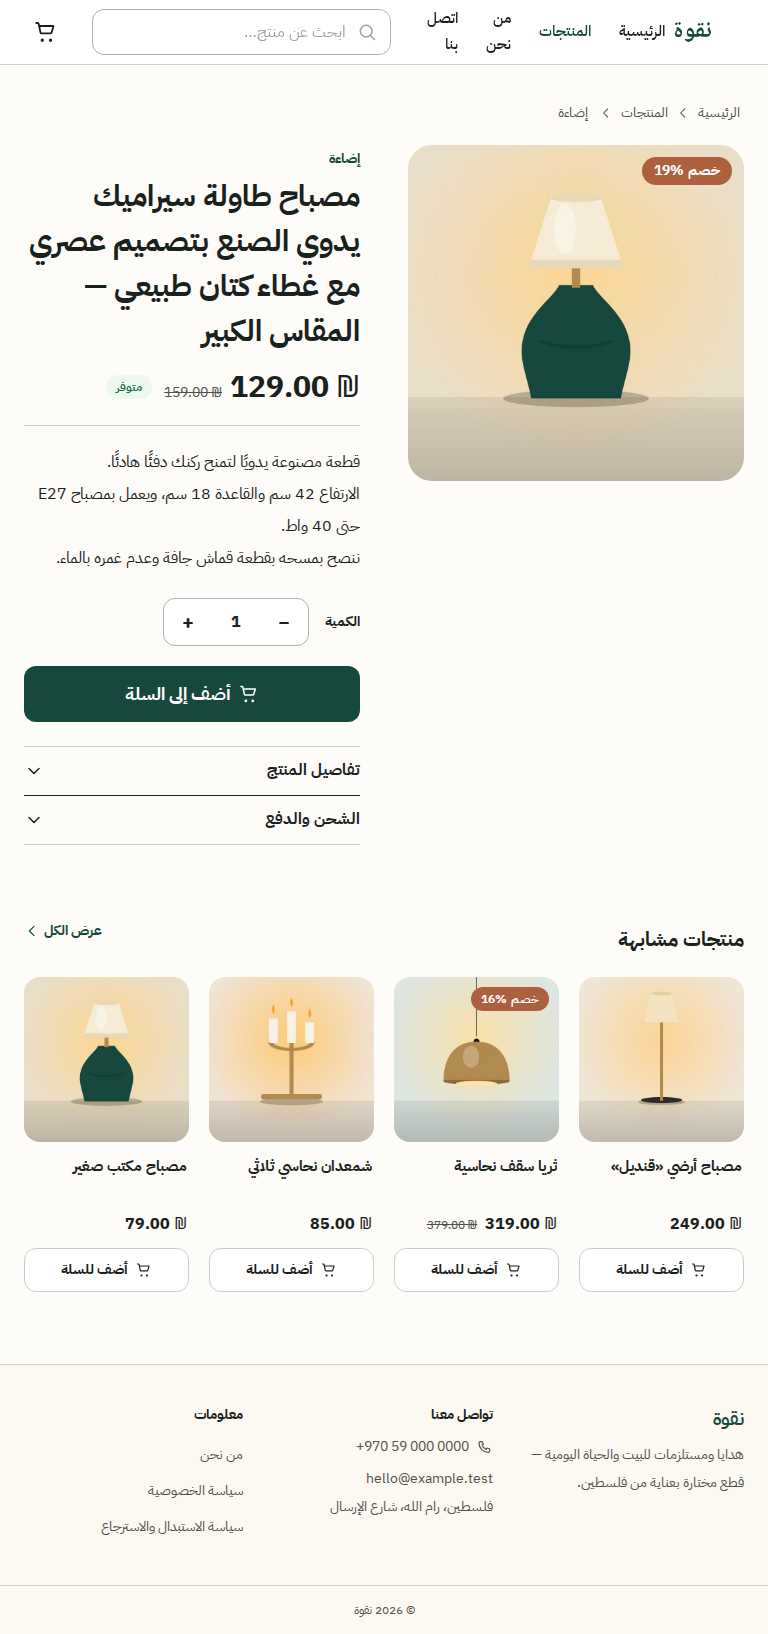 نقوة
الرئيسية
المنتجات
من نحن
اتصل بنا
ابحث عن منتج...
الرئيسية
المنتجات
إضاءة
خصم 19%
إضاءة
مصباح طاولة سيراميك
يدوي الصنع بتصميم عصري
مع غطاء كتان طبيعي —
المقاس الكبير
₪ 129.00 ₪ 159.00 متوفر
قطعة مصنوعة يدويًا لتمنح ركنك دفئًا هادئًا.
الارتفاع 42 سم والقاعدة 18 سم، ويعمل بمصباح E27
حتى 40 واط.
ننصح بمسحه بقطعة قماش جافة وعدم غمره بالماء.
الكمية − 1 +
أضف إلى السلة
تفاصيل المنتج
الشحن والدفع
منتجات مشابهة
عرض الكل
خصم 16%
مصباح أرضي «قنديل»
₪ 249.00
أضف للسلة
ثريا سقف نحاسية
₪ 319.00 ₪ 379.00
أضف للسلة
شمعدان نحاسي ثلاثي
₪ 85.00
أضف للسلة
مصباح مكتب صغير
₪ 79.00
أضف للسلة
نقوة
هدايا ومستلزمات للبيت والحياة اليومية —
قطع مختارة بعناية من فلسطين.
تواصل معنا
+970 59 000 0000
hello@example.test
فلسطين، رام الله، شارع الإرسال
معلومات
من نحن
سياسة الخصوصية
سياسة الاستبدال والاسترجاع
© 2026 نقوة